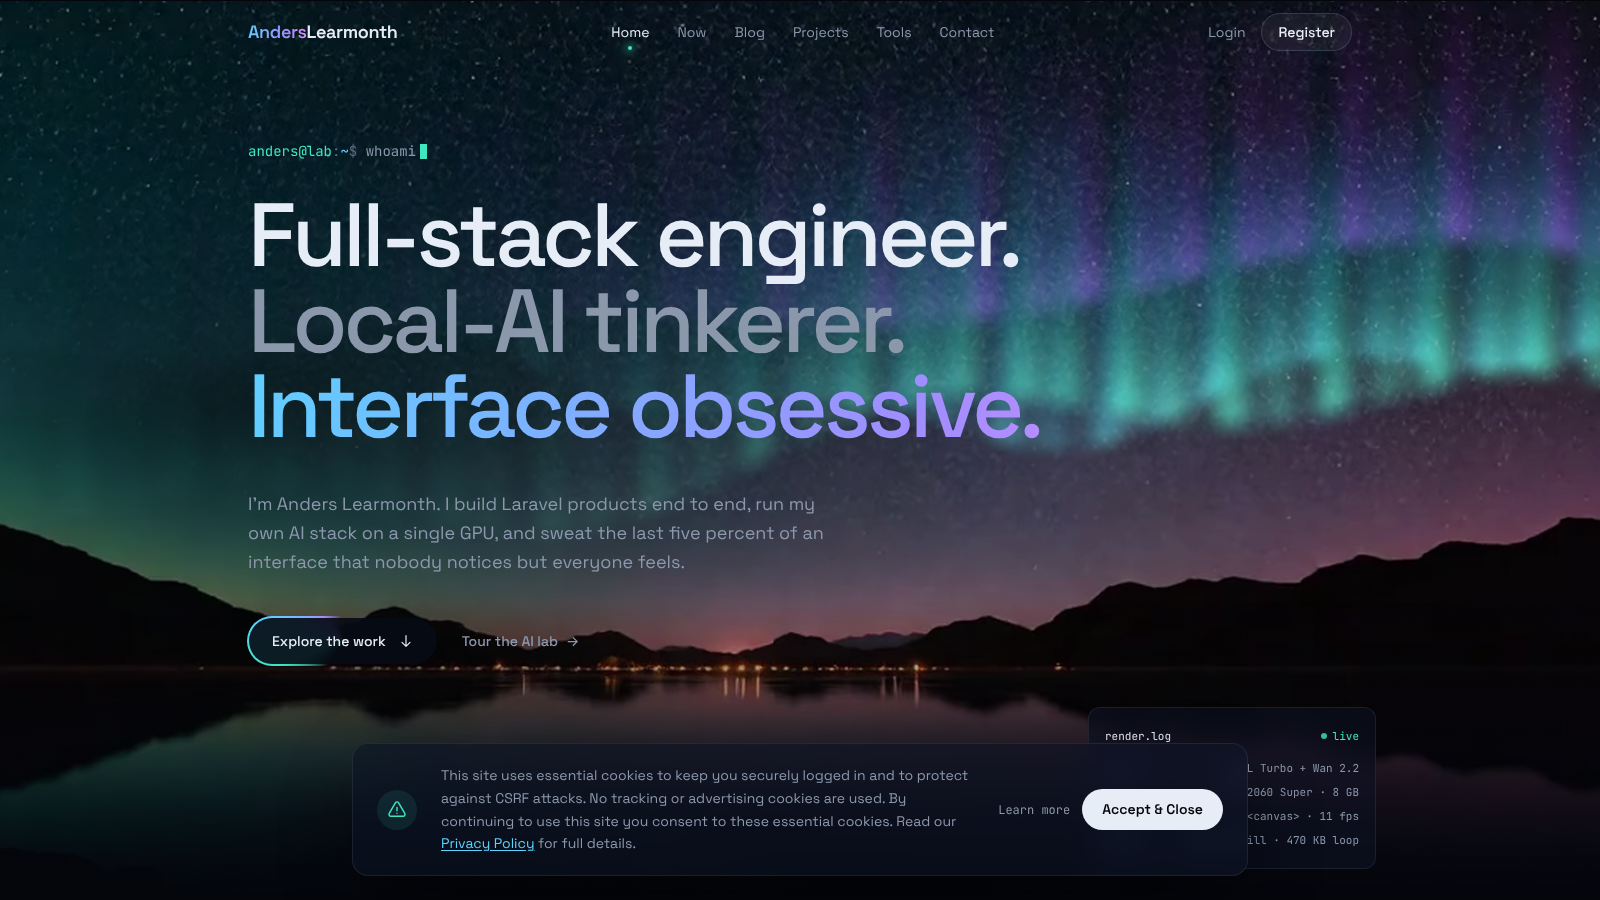 AndersLearmonth
Home Now Blog Projects Tools Contact
Login Register
anders@lab:~$ whoami
Full-stack engineer.
Local-AI tinkerer.
Interface obsessive.
I'm Anders Learmonth. I build Laravel products end to end, run my
own AI stack on a single GPU, and sweat the last five percent of an
interface that nobody notices but everyone feels.
Explore the work ↓ Tour the AI lab →
render.log live
L Turbo + Wan 2.2
2060 Super · 8 GB
<canvas> · 11 fps
ill · 470 KB loop
This site uses essential cookies to keep you securely logged in and to protect
against CSRF attacks. No tracking or advertising cookies are used. By
continuing to use this site you consent to these essential cookies. Read our
Privacy Policy for full details.
Learn more Accept & Close